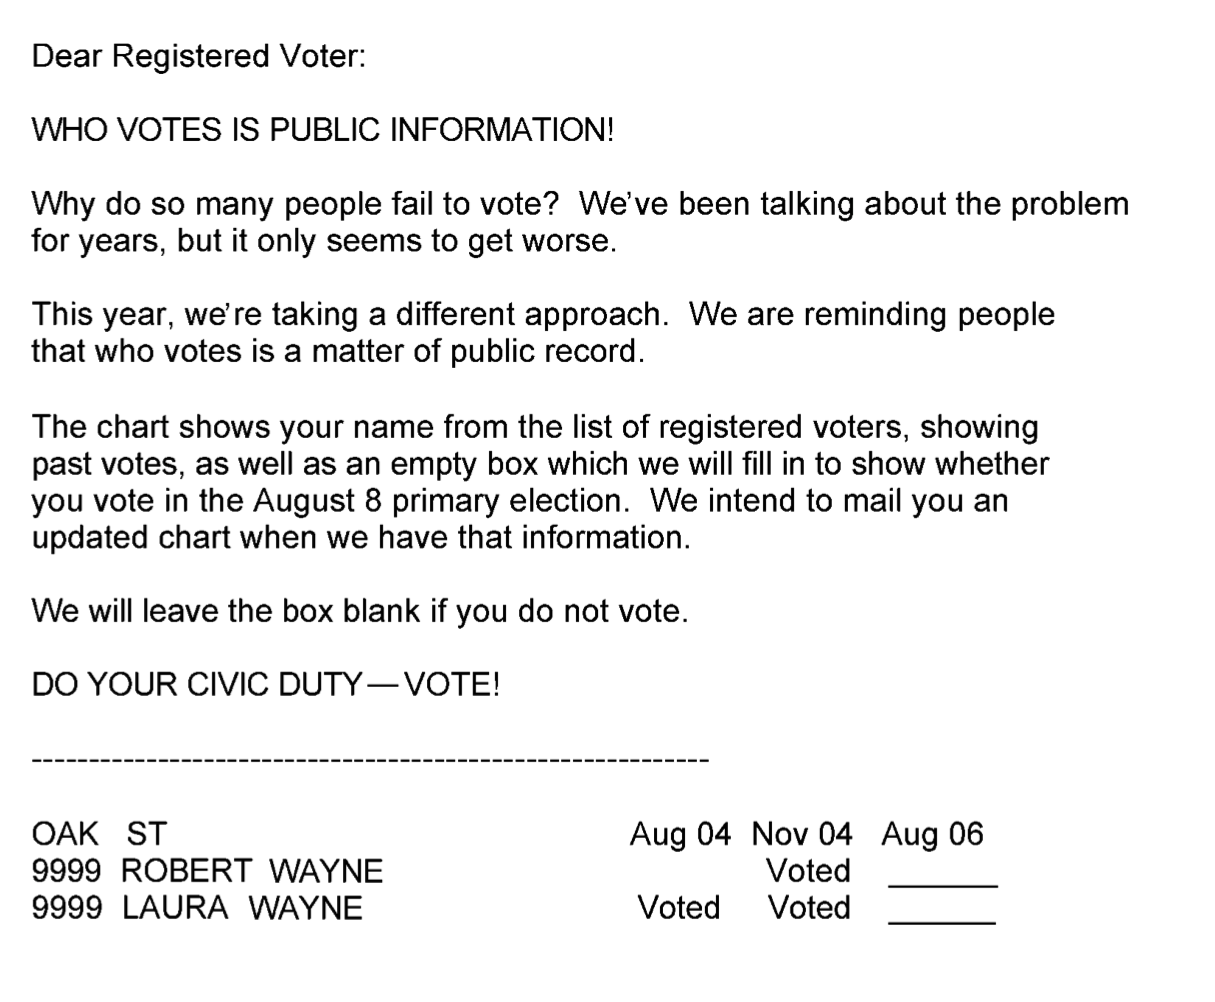 Dear Registered Voter:
WHO VOTES IS PUBLIC INFORMATION!
Why do so many people fail to vote?  We've been talking about the problem
for years, but it only seems to get worse.
This year, we're taking a different approach.  We are reminding people
that who votes is a matter of public record.
The chart shows your name from the list of registered voters, showing
past votes, as well as an empty box which we will fill in to show whether
you vote in the August 8 primary election.  We intend to mail you an
updated chart when we have that information.
We will leave the box blank if you do not vote.
DO YOUR CIVIC DUTY—VOTE!
------------------------------------------------------------
OAK  ST  Aug 04  Nov 04  Aug 06
9999  ROBERT  WAYNE  Voted  ______
9999  LAURA  WAYNE  Voted  Voted  ______